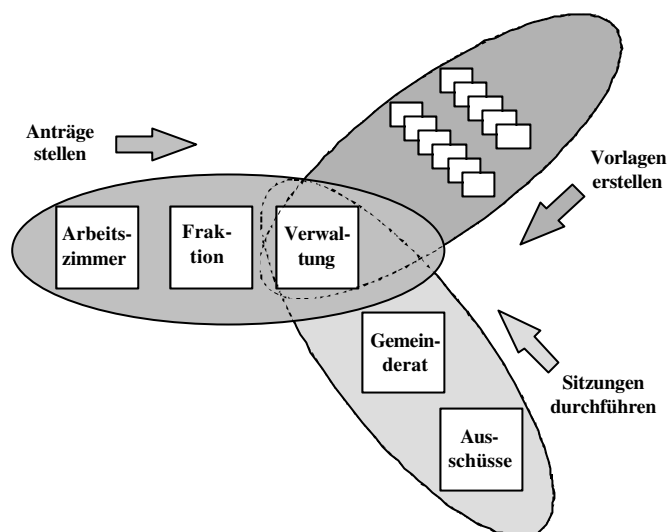 Anträge
stellen
Vorlagen
erstellen
Arbeits-
zimmer
Frak-
tion
Verwal-
tung
Gemein-
derat
Sitzungen
durchführen
Aus-
schüsse